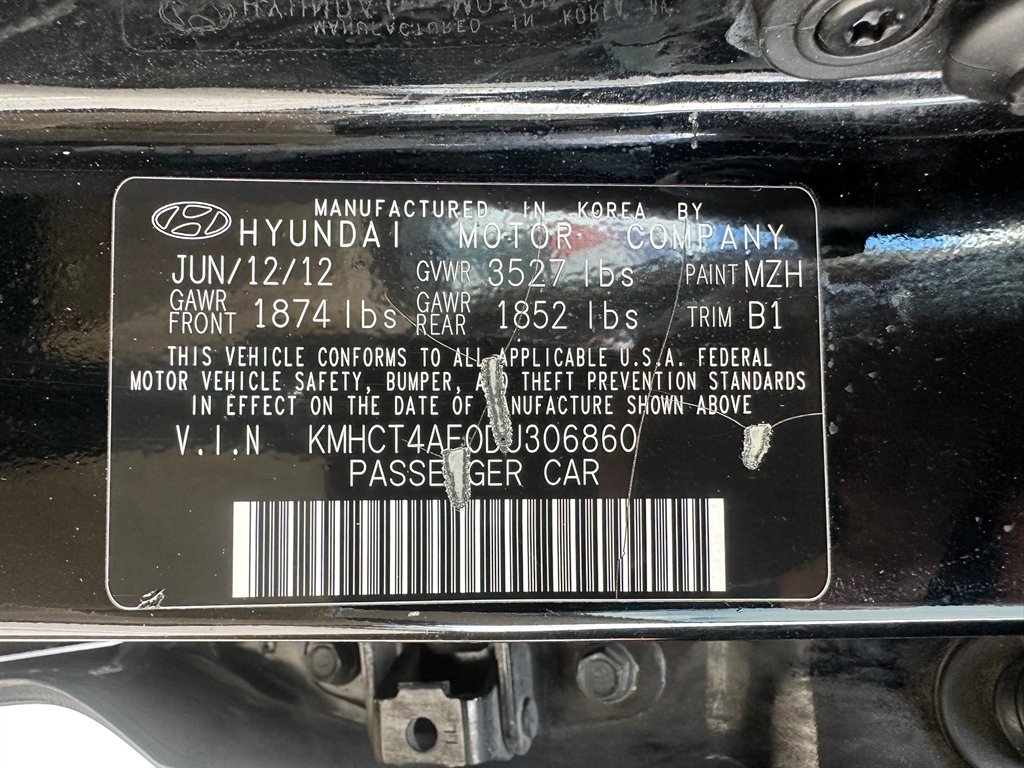 MANUFACTURED IN KOREA BY
HYUNDAI MOTOR COMPANY
JUN/12/12 GVWR 3527 lbs PAINT MZH
GAWR FRONT 1874 lbs GAWR REAR 1852 lbs TRIM B1
THIS VEHICLE CONFORMS TO ALL APPLICABLE U.S.A. FEDERAL
MOTOR VEHICLE SAFETY, BUMPER, AND THEFT PREVENTION STANDARDS
IN EFFECT ON THE DATE OF MANUFACTURE SHOWN ABOVE
V.I.N KMHCT4AE0DU306860
PASSENGER CAR